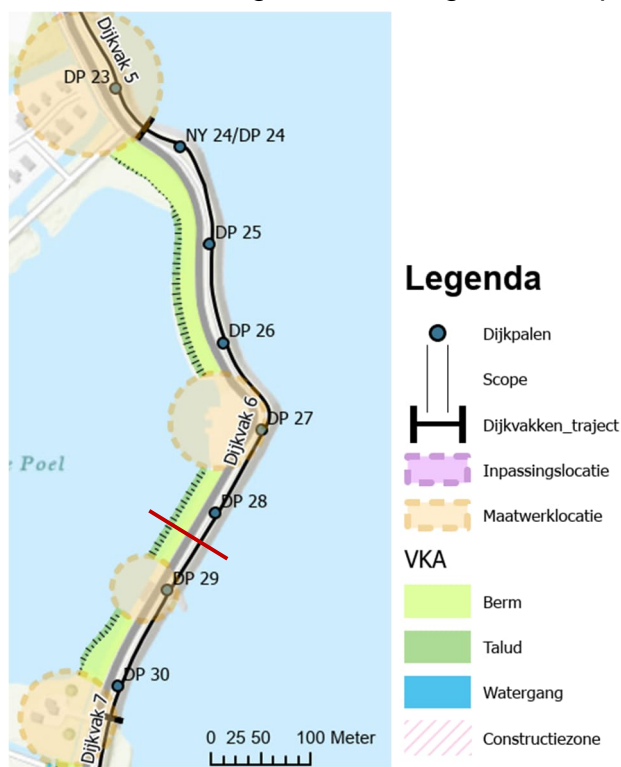 Dijkvak 5
DP 23
NY 24/DP 24
DP 25
DP 26
DP 27
Dijkvak 6
Poel
DP 28
DP 29
DP 30
Dijkvak 7
0 25 50 100 Meter
Legenda
Dijkpalen
Scope
Dijkvakken_traject
Inpassingslocatie
Maatwerklocatie
VKA
Berm
Talud
Watergang
Constructiezone